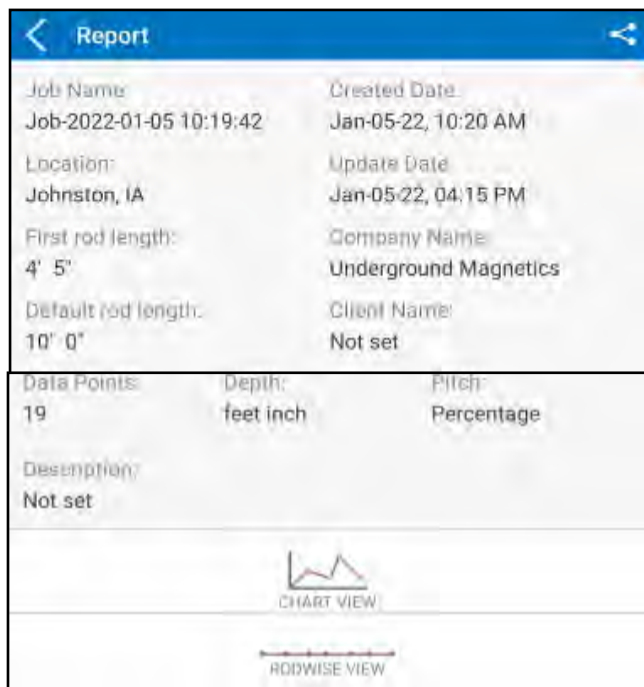 Report
Job Name:
Created Date:
Job-2022-01-05 10:19:42
Jan-05-22, 10:20 AM
Location:
Update Date
Johnston, IA
Jan-05-22, 04:15 PM
First rod length:
Company Name:
4' 5"
Underground Magnetics
Default rod length:
Client Name:
10' 0"
Not set
Data Points:
Depth:
Pitch:
19
feet inch
Percentage
Description:
Not set
CHART VIEW
RODWISE VIEW